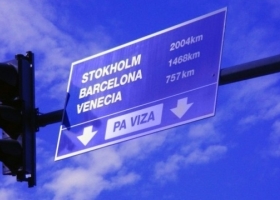 STOKHOLM 2004km
BARCELONA 1468km
VENECIA 757km
PA VIZA